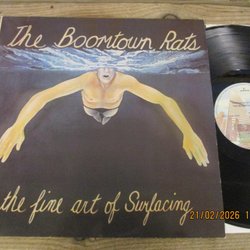 The Boomtown Rats
the fine art of Surfacing
21/02/2026